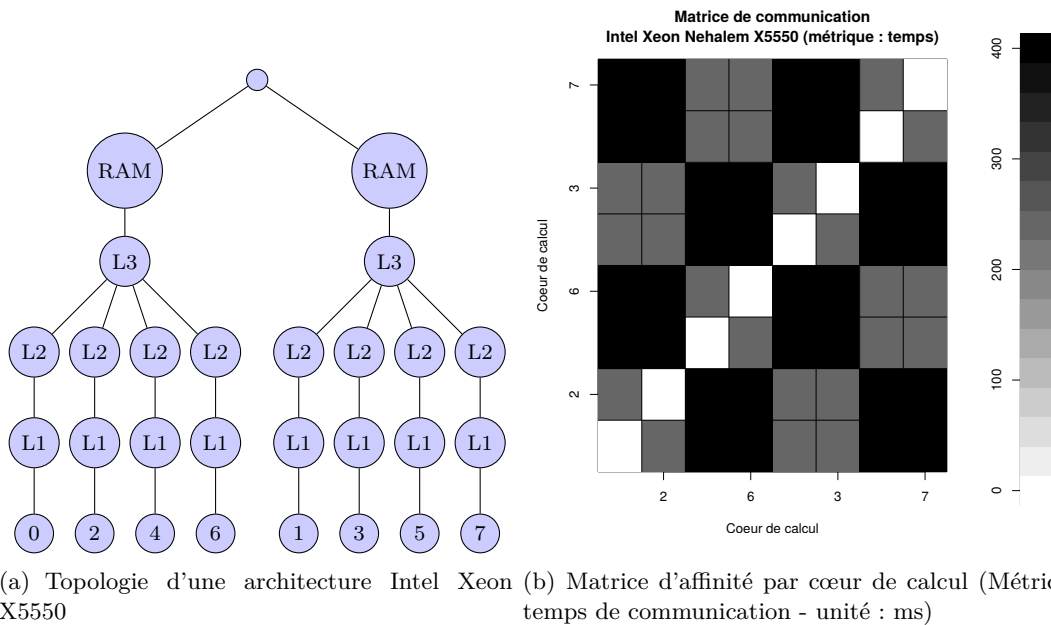 RAM RAM
L3 L3
L2 L2 L2 L2 L2 L2 L2 L2
L1 L1 L1 L1 L1 L1 L1 L1
0 2 4 6 1 3 5 7
(a) Topologie d'une architecture Intel Xeon
X5550
Matrice de communication
Intel Xeon Nehalem X5550 (métrique : temps)
Coeur de calcul
7
3
6
2
2 6 3 7
Coeur de calcul
400
300
200
100
0
(b) Matrice d'affinité par cœur de calcul (Métric
temps de communication - unité : ms)